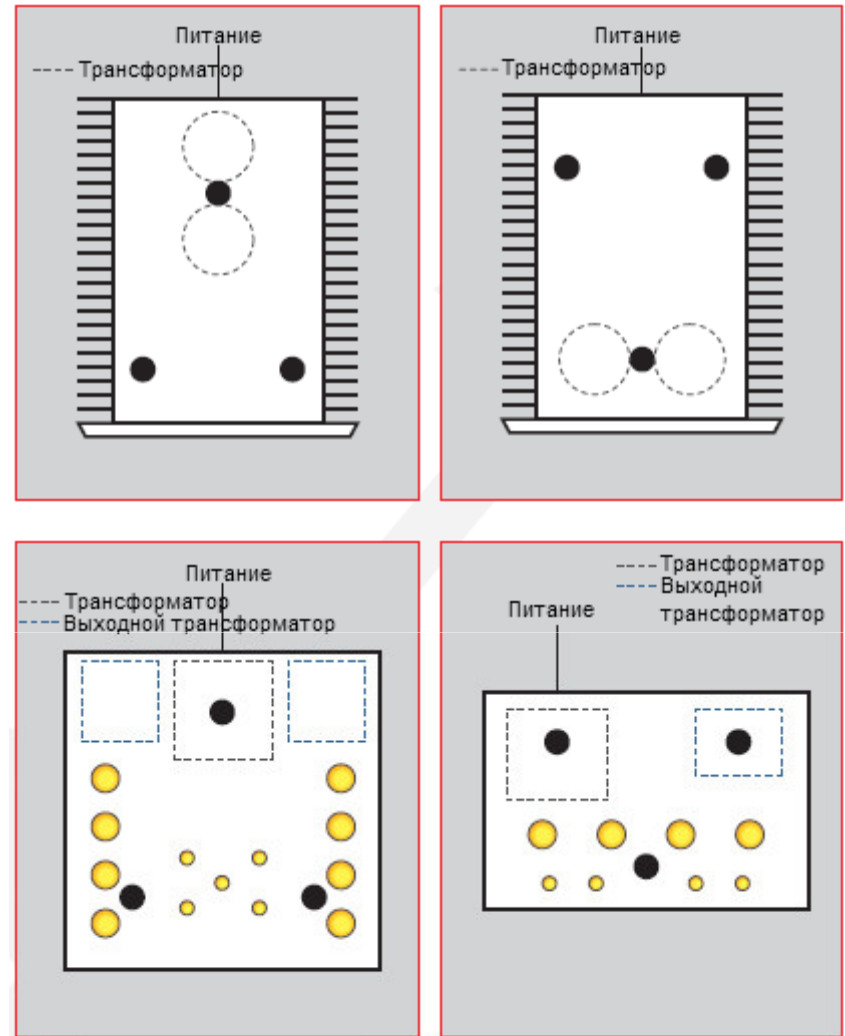 Питание
---- Трансформатор
Питание
---- Трансформатор
Питание
---- Трансформатор
---- Выходной трансформатор
---- Трансформатор
---- Выходной
трансформатор
Питание